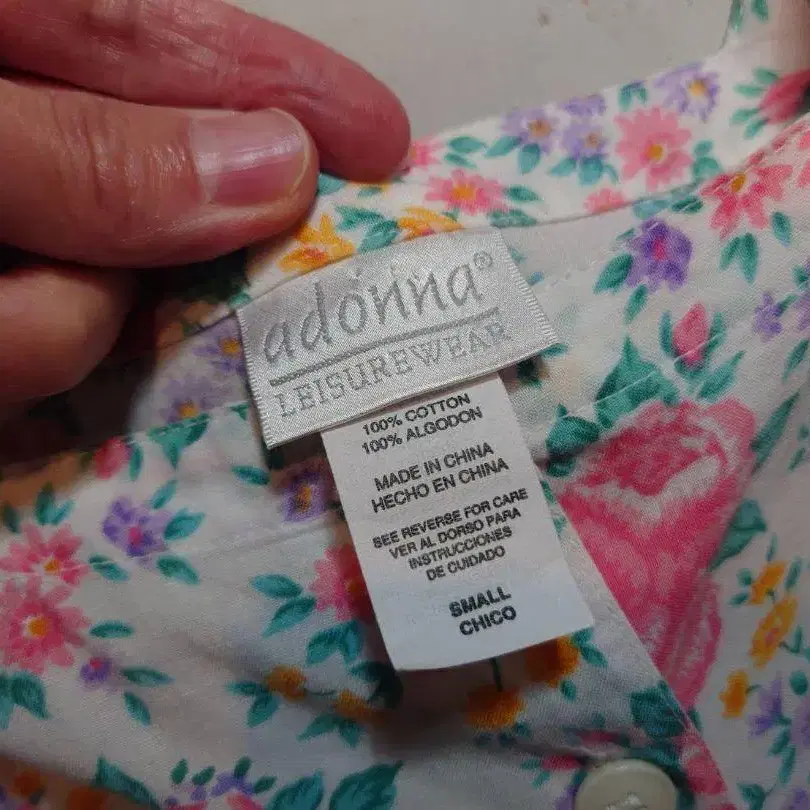 adonna®
LEISUREWEAR
100% COTTON
100% ALGODON
MADE IN CHINA
HECHO EN CHINA
SEE REVERSE FOR CARE
VER AL DORSO PARA
INSTRUCCIONES
DE CUIDADO
SMALL
CHICO